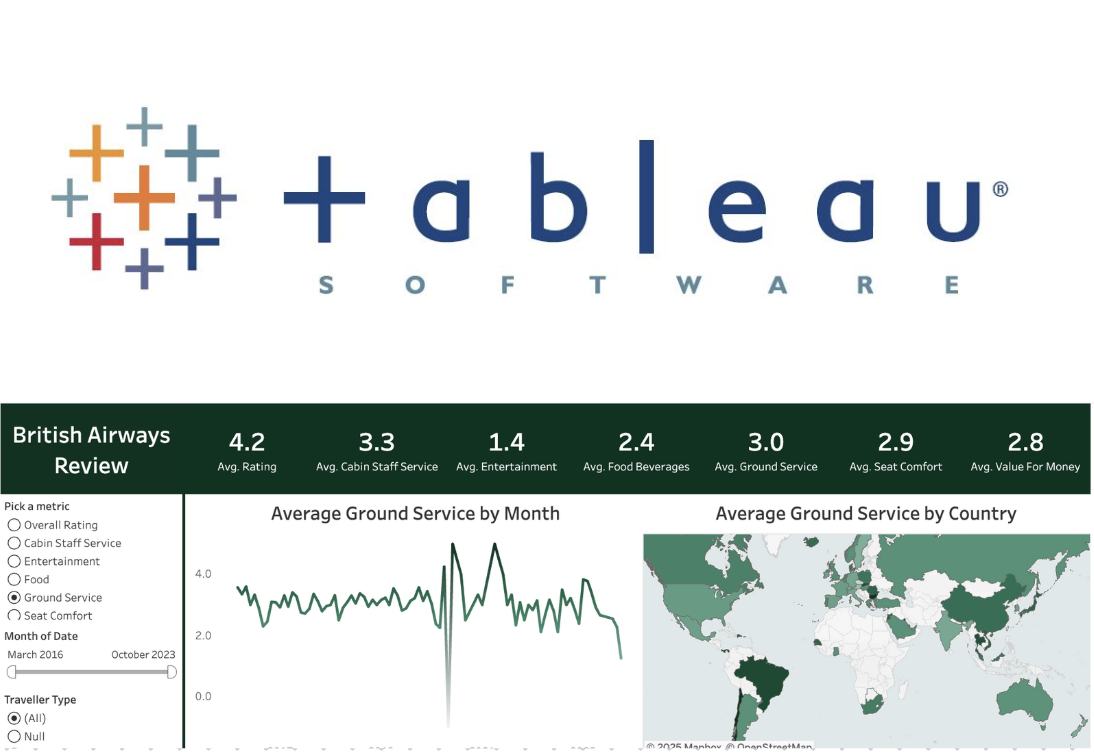 tableau®
SOFTWARE
British Airways
Review
4.2
Avg. Rating
3.3
Avg. Cabin Staff Service
1.4
Avg. Entertainment
2.4
Avg. Food Beverages
3.0
Avg. Ground Service
2.9
Avg. Seat Comfort
2.8
Avg. Value For Money
Pick a metric
Overall Rating
Cabin Staff Service
Entertainment
Food
Ground Service
Seat Comfort
Month of Date
March 2016 October 2023
Traveller Type
(All)
Null
Average Ground Service by Month
4.0
2.0
0.0
Average Ground Service by Country
© 2025 Mapbox © OpenStreetMap